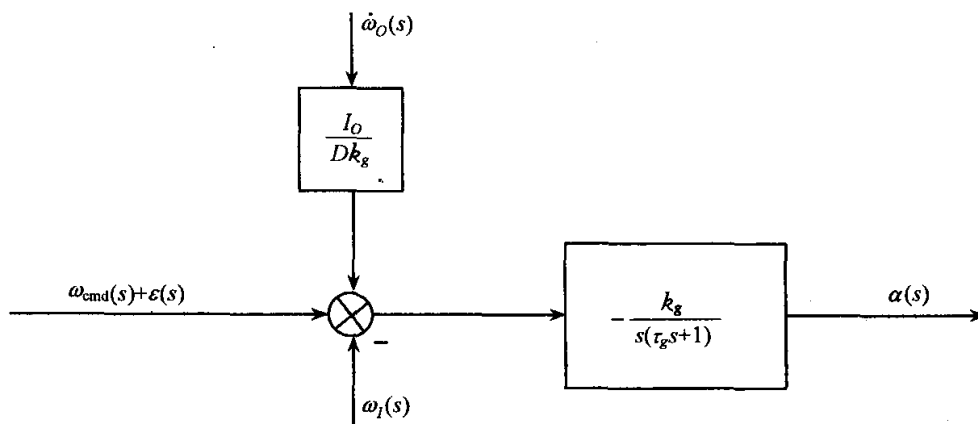 ω̇_O(s)
I_O
Dk_g
ω_cmd(s)+ε(s)
−
ω_I(s)
− k_g
s(τ_g s+1)
α(s)